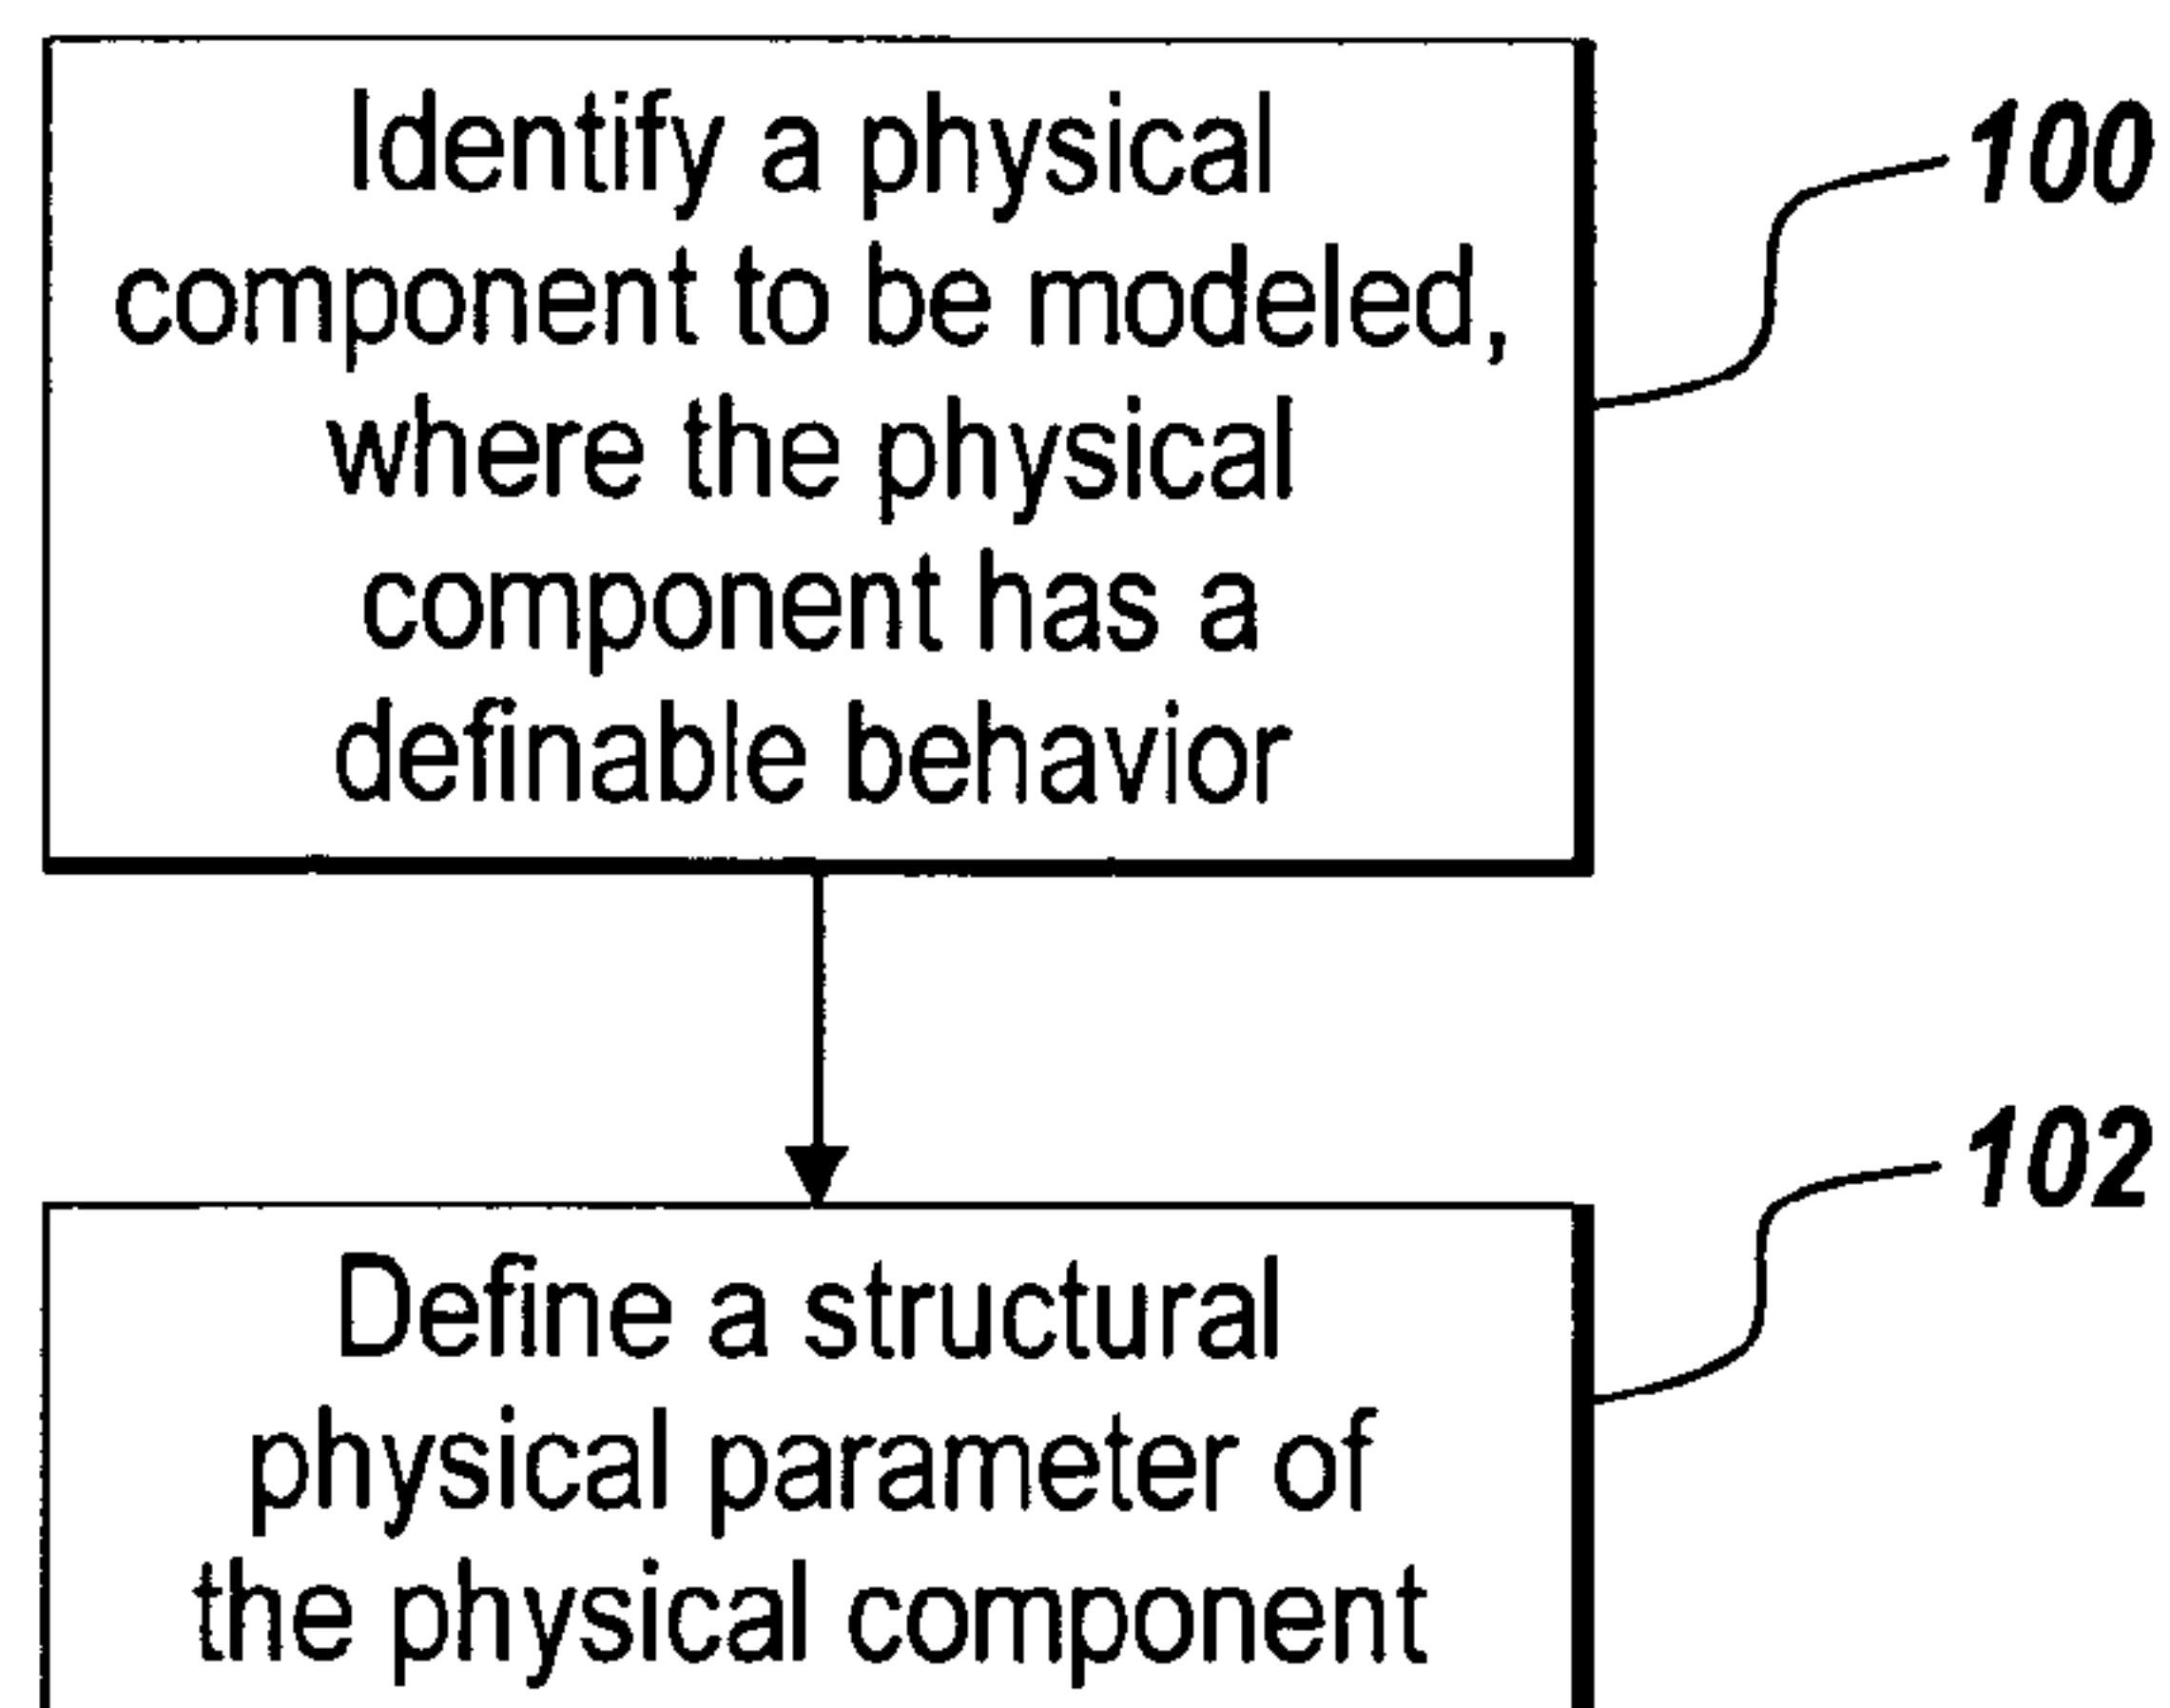 Identify a physical
component to be modeled,
where the physical
component has a
definable behavior
100
102
Define a structural
physical parameter of
the physical component